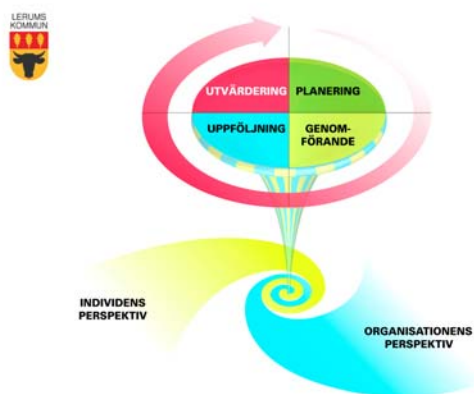 LERUMS
KOMMUN
UTVÄRDERING
PLANERING
UPPFÖLJNING
GENOM-
FÖRANDE
INDIVIDENS
PERSPEKTIV
ORGANISATIONENS
PERSPEKTIV